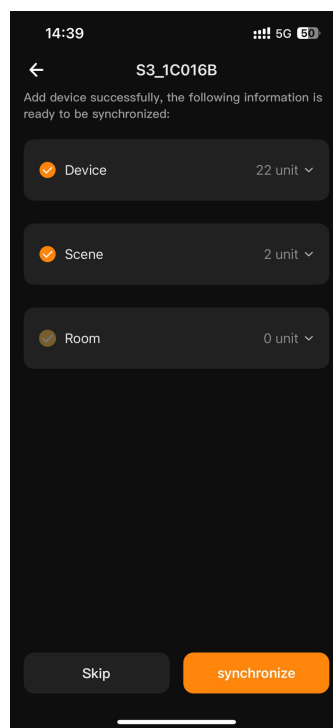 14:39
5G 50
S3_1C016B
Add device successfully, the following information is
ready to be synchronized:
Device 22 unit
Scene 2 unit
Room 0 unit
Skip synchronize